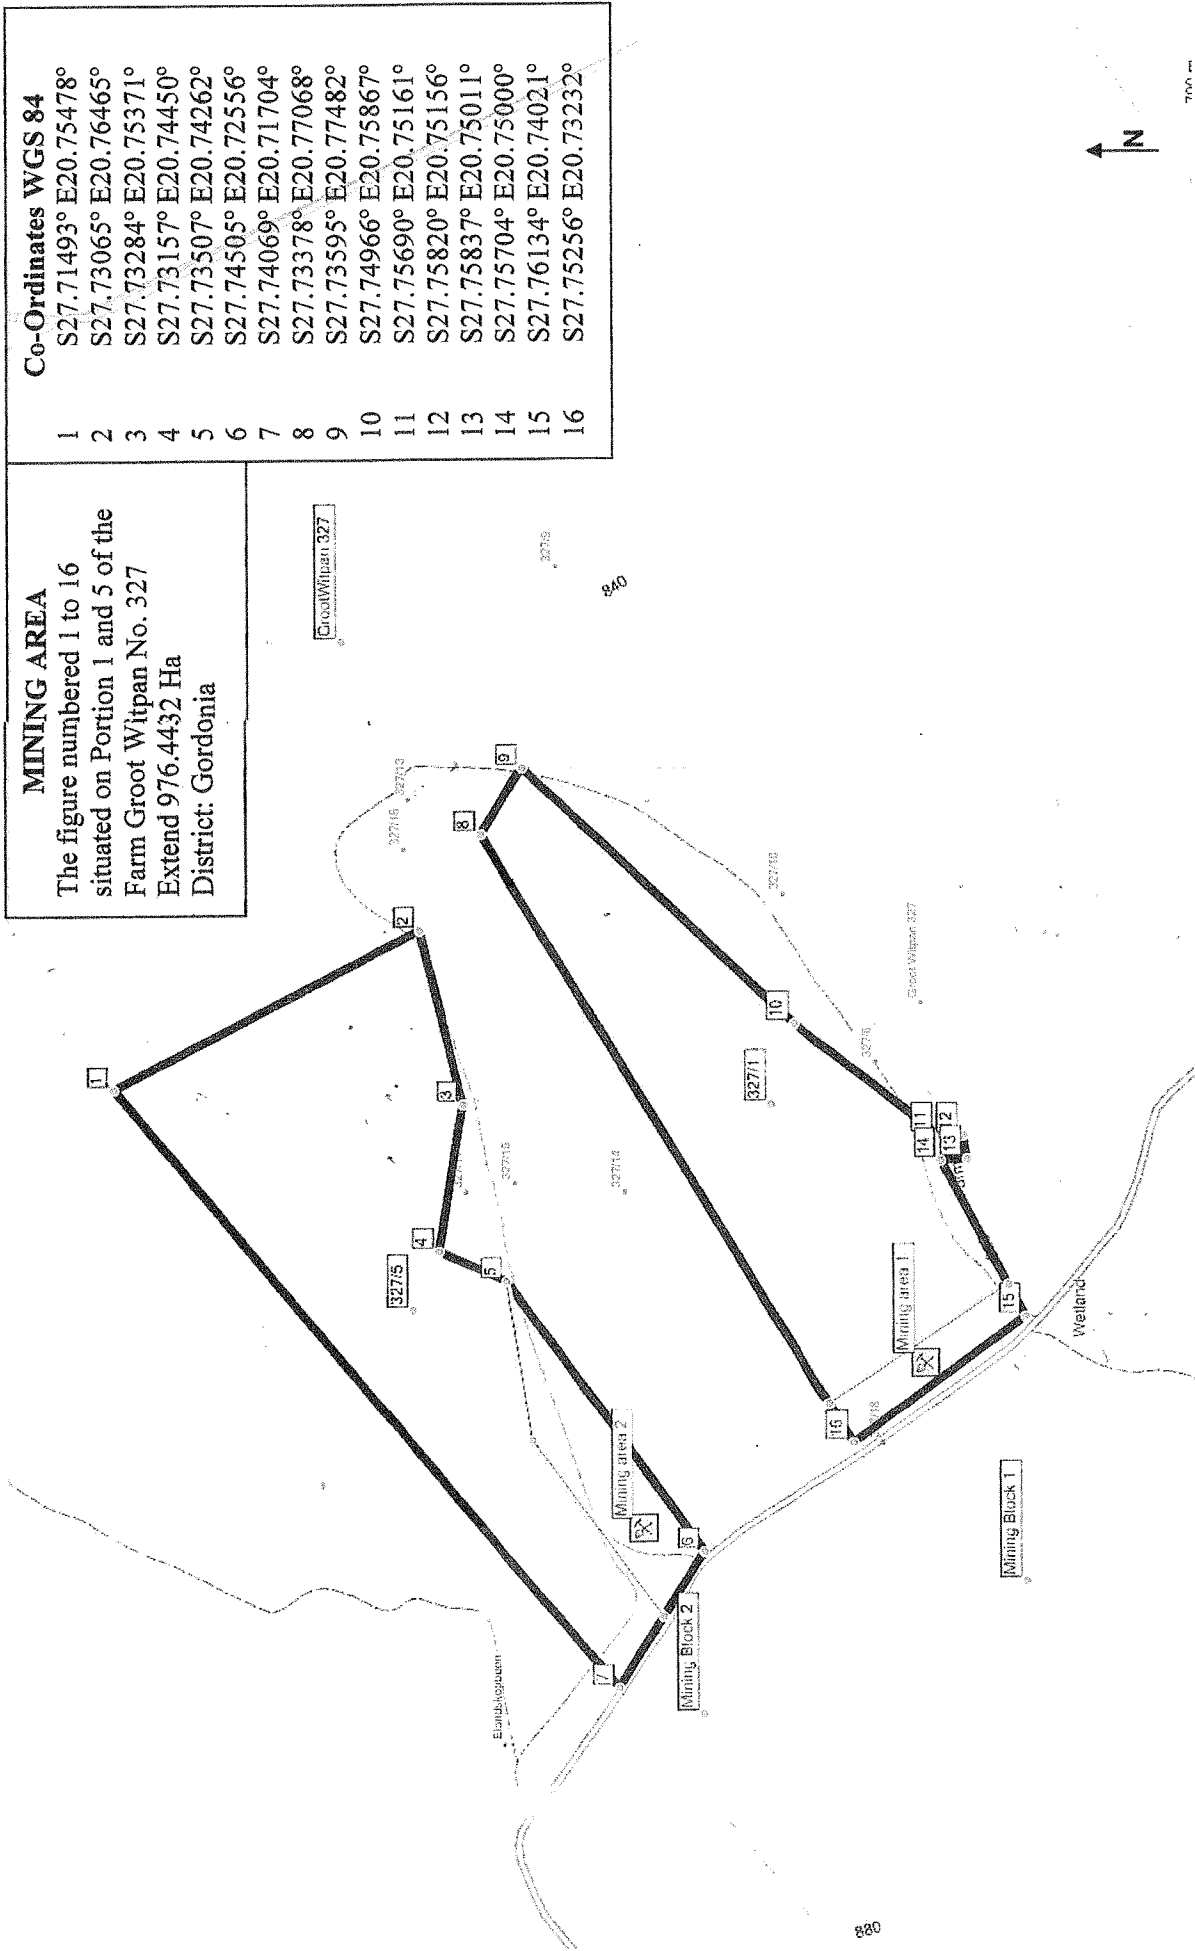 MINING AREA
The figure numbered 1 to 16
situated on Portion 1 and 5 of the
Farm Groot Witpan No. 327
Extend 976.4432 Ha
District: Gordonia
Co-Ordinates WGS 84
1 S27.71493° E20.75478°
2 S27.73065° E20.76465°
3 S27.73284° E20.75371°
4 S27.73157° E20.74450°
5 S27.73507° E20.74262°
6 S27.74505° E20.72556°
7 S27.74069° E20.71704°
8 S27.73378° E20.77068°
9 S27.73595° E20.77482°
10 S27.74966° E20.75867°
11 S27.75690° E20.75161°
12 S27.75820° E20.75156°
13 S27.75837° E20.75011°
14 S27.75704° E20.75000°
15 S27.76134° E20.74021°
16 S27.75256° E20.73232°
1
2
327/16
327/13
GrootWitpan 327
8
9
327/9
840
3
4
327/5
5
327/15
327/14
327/16
10
327/1
Groot Witpan 327
327/6
11
12
14
13
Mining area 2
6
Mining area 1
15
16
Wetland
7
Mining Block 2
Mining Block 1
880
N
700 m